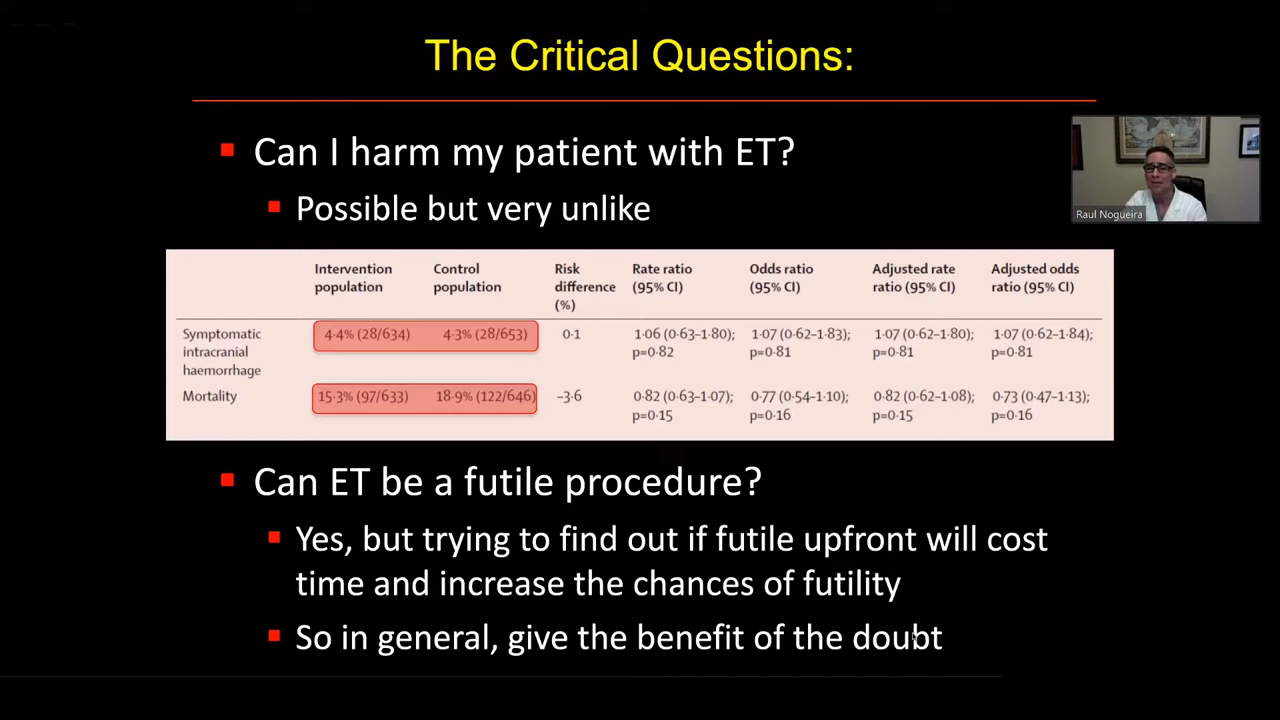 The Critical Questions:
Can I harm my patient with ET?
Possible but very unlike
Raul Nogueira
Intervention population Control population Risk difference (%) Rate ratio (95% CI) Odds ratio (95% CI) Adjusted rate ratio (95% CI) Adjusted odds ratio (95% CI)
Symptomatic intracranial haemorrhage 4·4% (28/634) 4·3% (28/653) 0·1 1·06 (0·63–1·80); p=0·82 1·07 (0·62–1·83); p=0·81 1·07 (0·62–1·80); p=0·81 1·07 (0·62–1·84); p=0·81
Mortality 15·3% (97/633) 18·9% (122/646) –3·6 0·82 (0·63–1·07); p=0·15 0·77 (0·54–1·10); p=0·16 0·82 (0·62–1·08); p=0·15 0·73 (0·47–1·13); p=0·16
Can ET be a futile procedure?
Yes, but trying to find out if futile upfront will cost
time and increase the chances of futility
So in general, give the benefit of the doubt